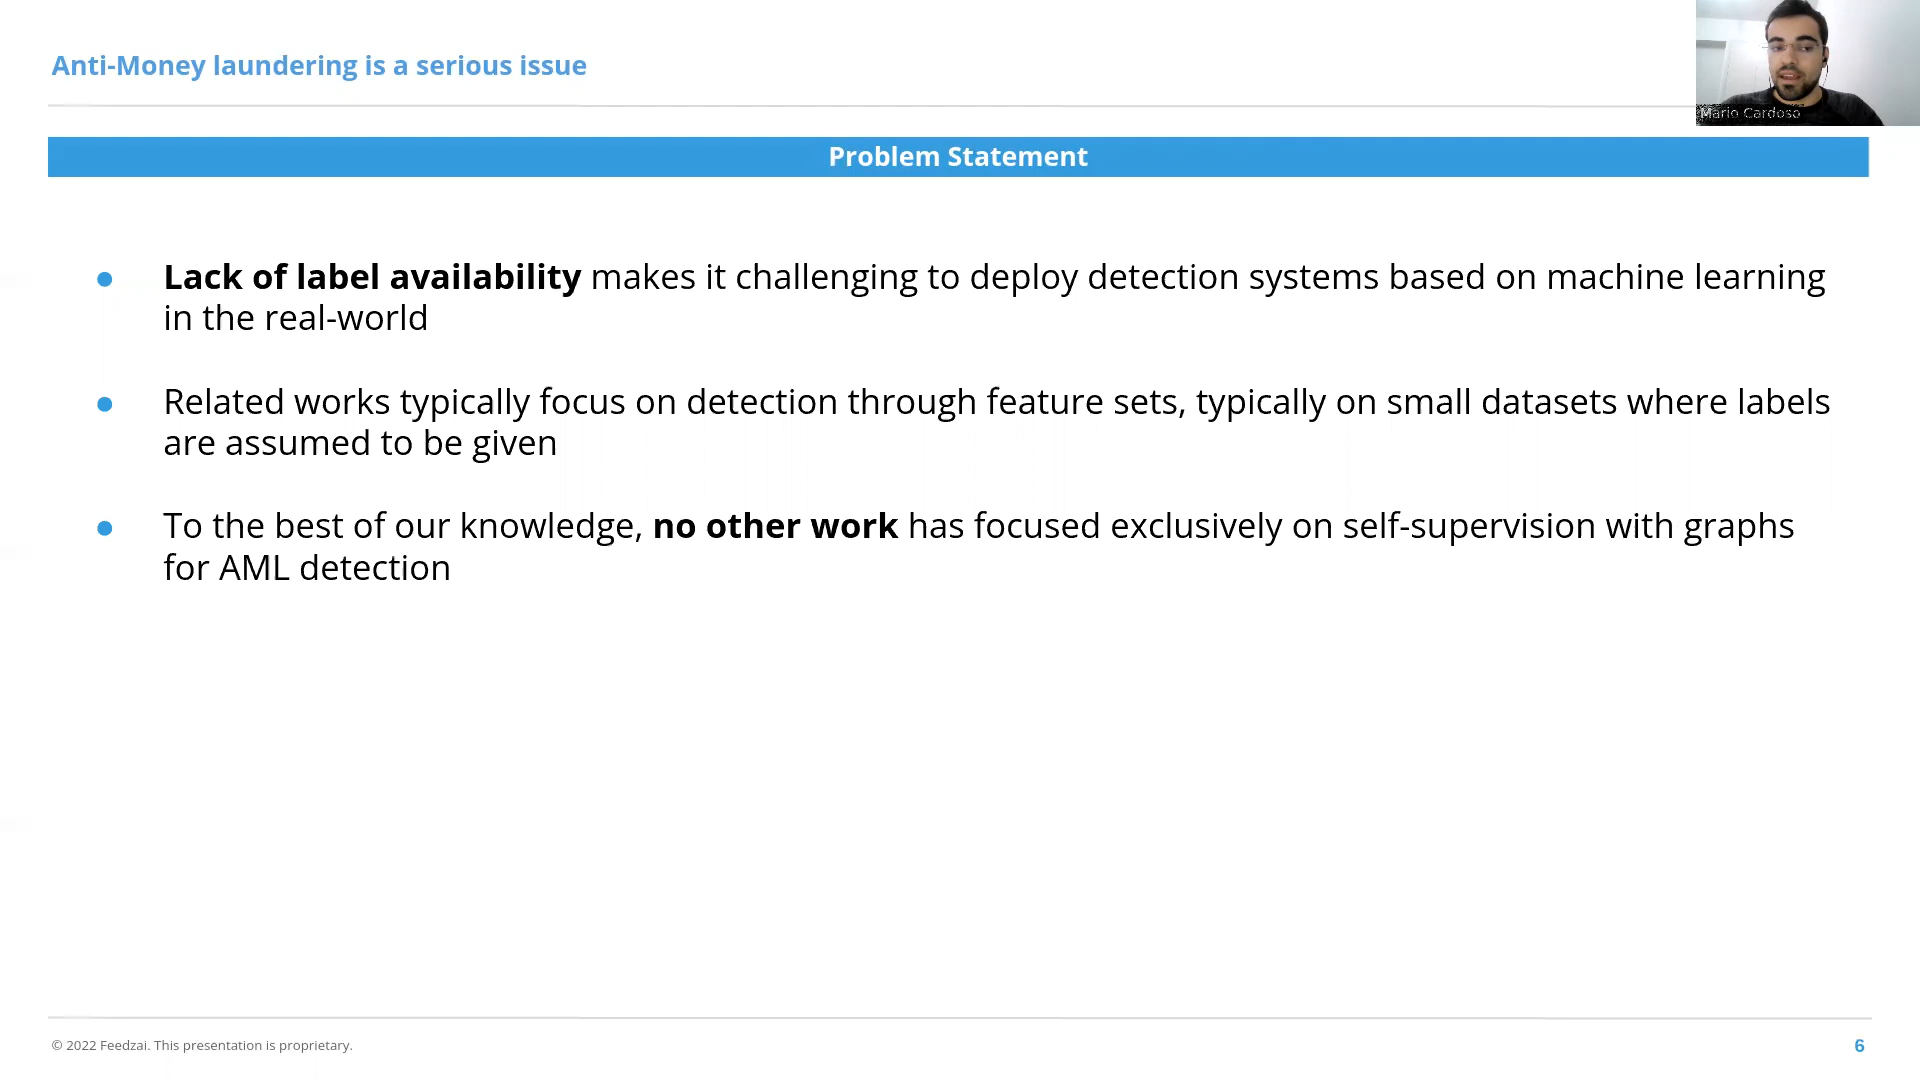 Anti-Money laundering is a serious issue
Mario Cardoso
Problem Statement
Lack of label availability makes it challenging to deploy detection systems based on machine learning
in the real-world
Related works typically focus on detection through feature sets, typically on small datasets where labels
are assumed to be given
To the best of our knowledge, no other work has focused exclusively on self-supervision with graphs
for AML detection
© 2022 Feedzai. This presentation is proprietary.
6